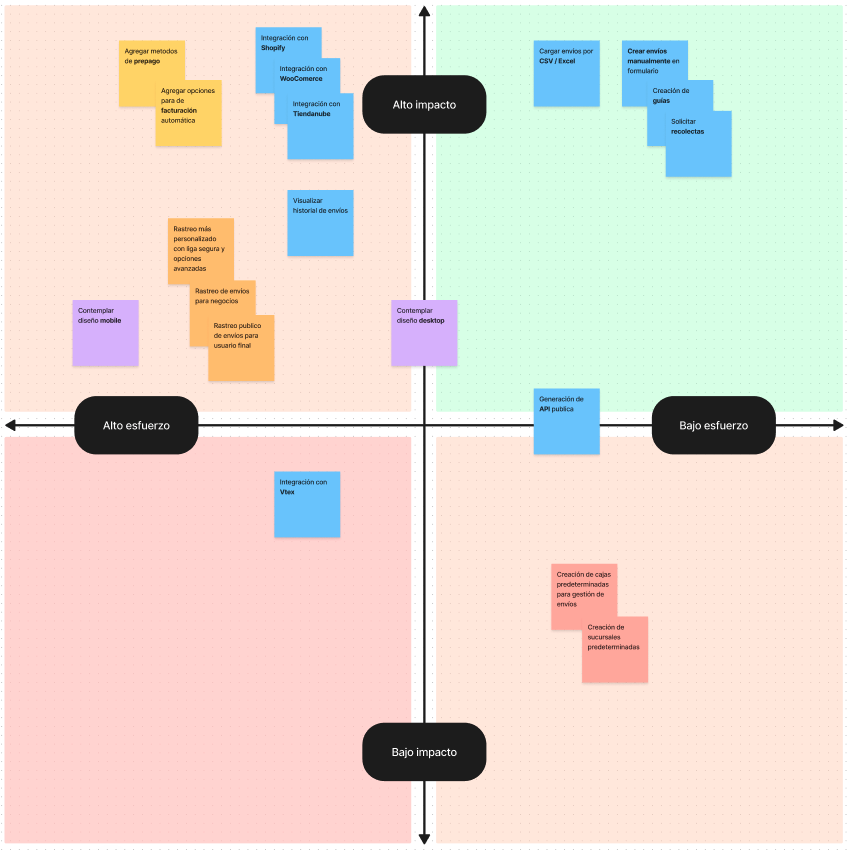 Agregar metodos
de prepago
Agregar opciones
para de
facturación
automática
Integración con
Shopify
Integración con
WooComerce
Integración con
Tiendanube
Alto impacto
Cargar envíos por
CSV / Excel
Crear envíos
manualmente en
formulario
Creación de
guías
Solicitar
recolectas
Visualizar
historial de envíos
Rastreo más
personalizado
con liga segura y
opciones
avanzadas
Rastreo de envíos
para negocios
Rastreo publico
de envíos para
usuario final
Contemplar
diseño mobile
Contemplar
diseño desktop
Generación de
API publica
Alto esfuerzo
Bajo esfuerzo
Integración con
Vtex
Creación de cajas
predeterminadas
para gestión de
envíos
Creación de
sucursales
predeterminadas
Bajo impacto